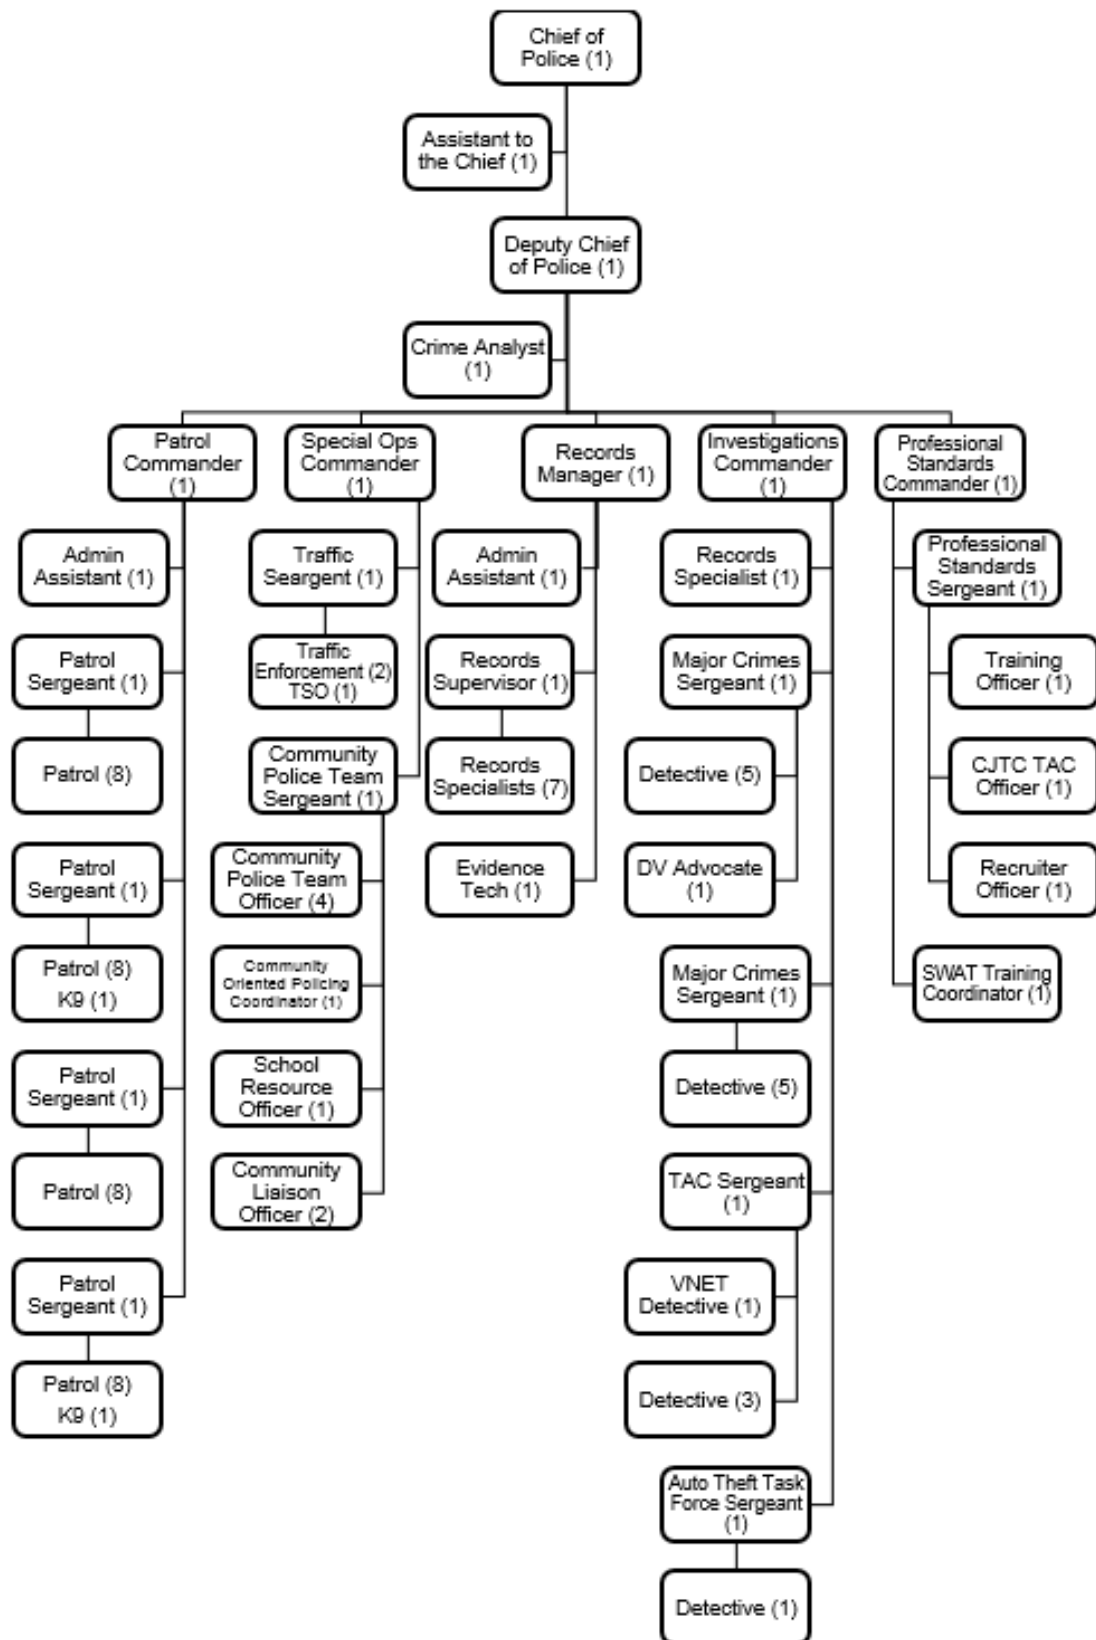 Chief of
Police (1)
Assistant to
the Chief (1)
Deputy Chief
of Police (1)
Crime Analyst
(1)
Patrol
Commander
(1)
Special Ops
Commander
(1)
Records
Manager (1)
Investigations
Commander
(1)
Professional
Standards
Commander (1)
Admin
Assistant (1)
Patrol
Sergeant (1)
Patrol (8)
Patrol
Sergeant (1)
Patrol (8)
K9 (1)
Patrol
Sergeant (1)
Patrol (8)
Patrol
Sergeant (1)
Patrol (8)
K9 (1)
Traffic
Seargent (1)
Traffic
Enforcement (2)
TSO (1)
Community
Police Team
Sergeant (1)
Community
Police Team
Officer (4)
Community
Oriented Policing
Coordinator (1)
School
Resource
Officer (1)
Community
Liaison
Officer (2)
Admin
Assistant (1)
Records
Supervisor (1)
Records
Specialists (7)
Evidence
Tech (1)
Records
Specialist (1)
Major Crimes
Sergeant (1)
Detective (5)
DV Advocate
(1)
Major Crimes
Sergeant (1)
Detective (5)
TAC Sergeant
(1)
VNET
Detective (1)
Detective (3)
Auto Theft Task
Force Sergeant
(1)
Detective (1)
Professional
Standards
Sergeant (1)
Training
Officer (1)
CJTC TAC
Officer (1)
Recruiter
Officer (1)
SWAT Training
Coordinator (1)